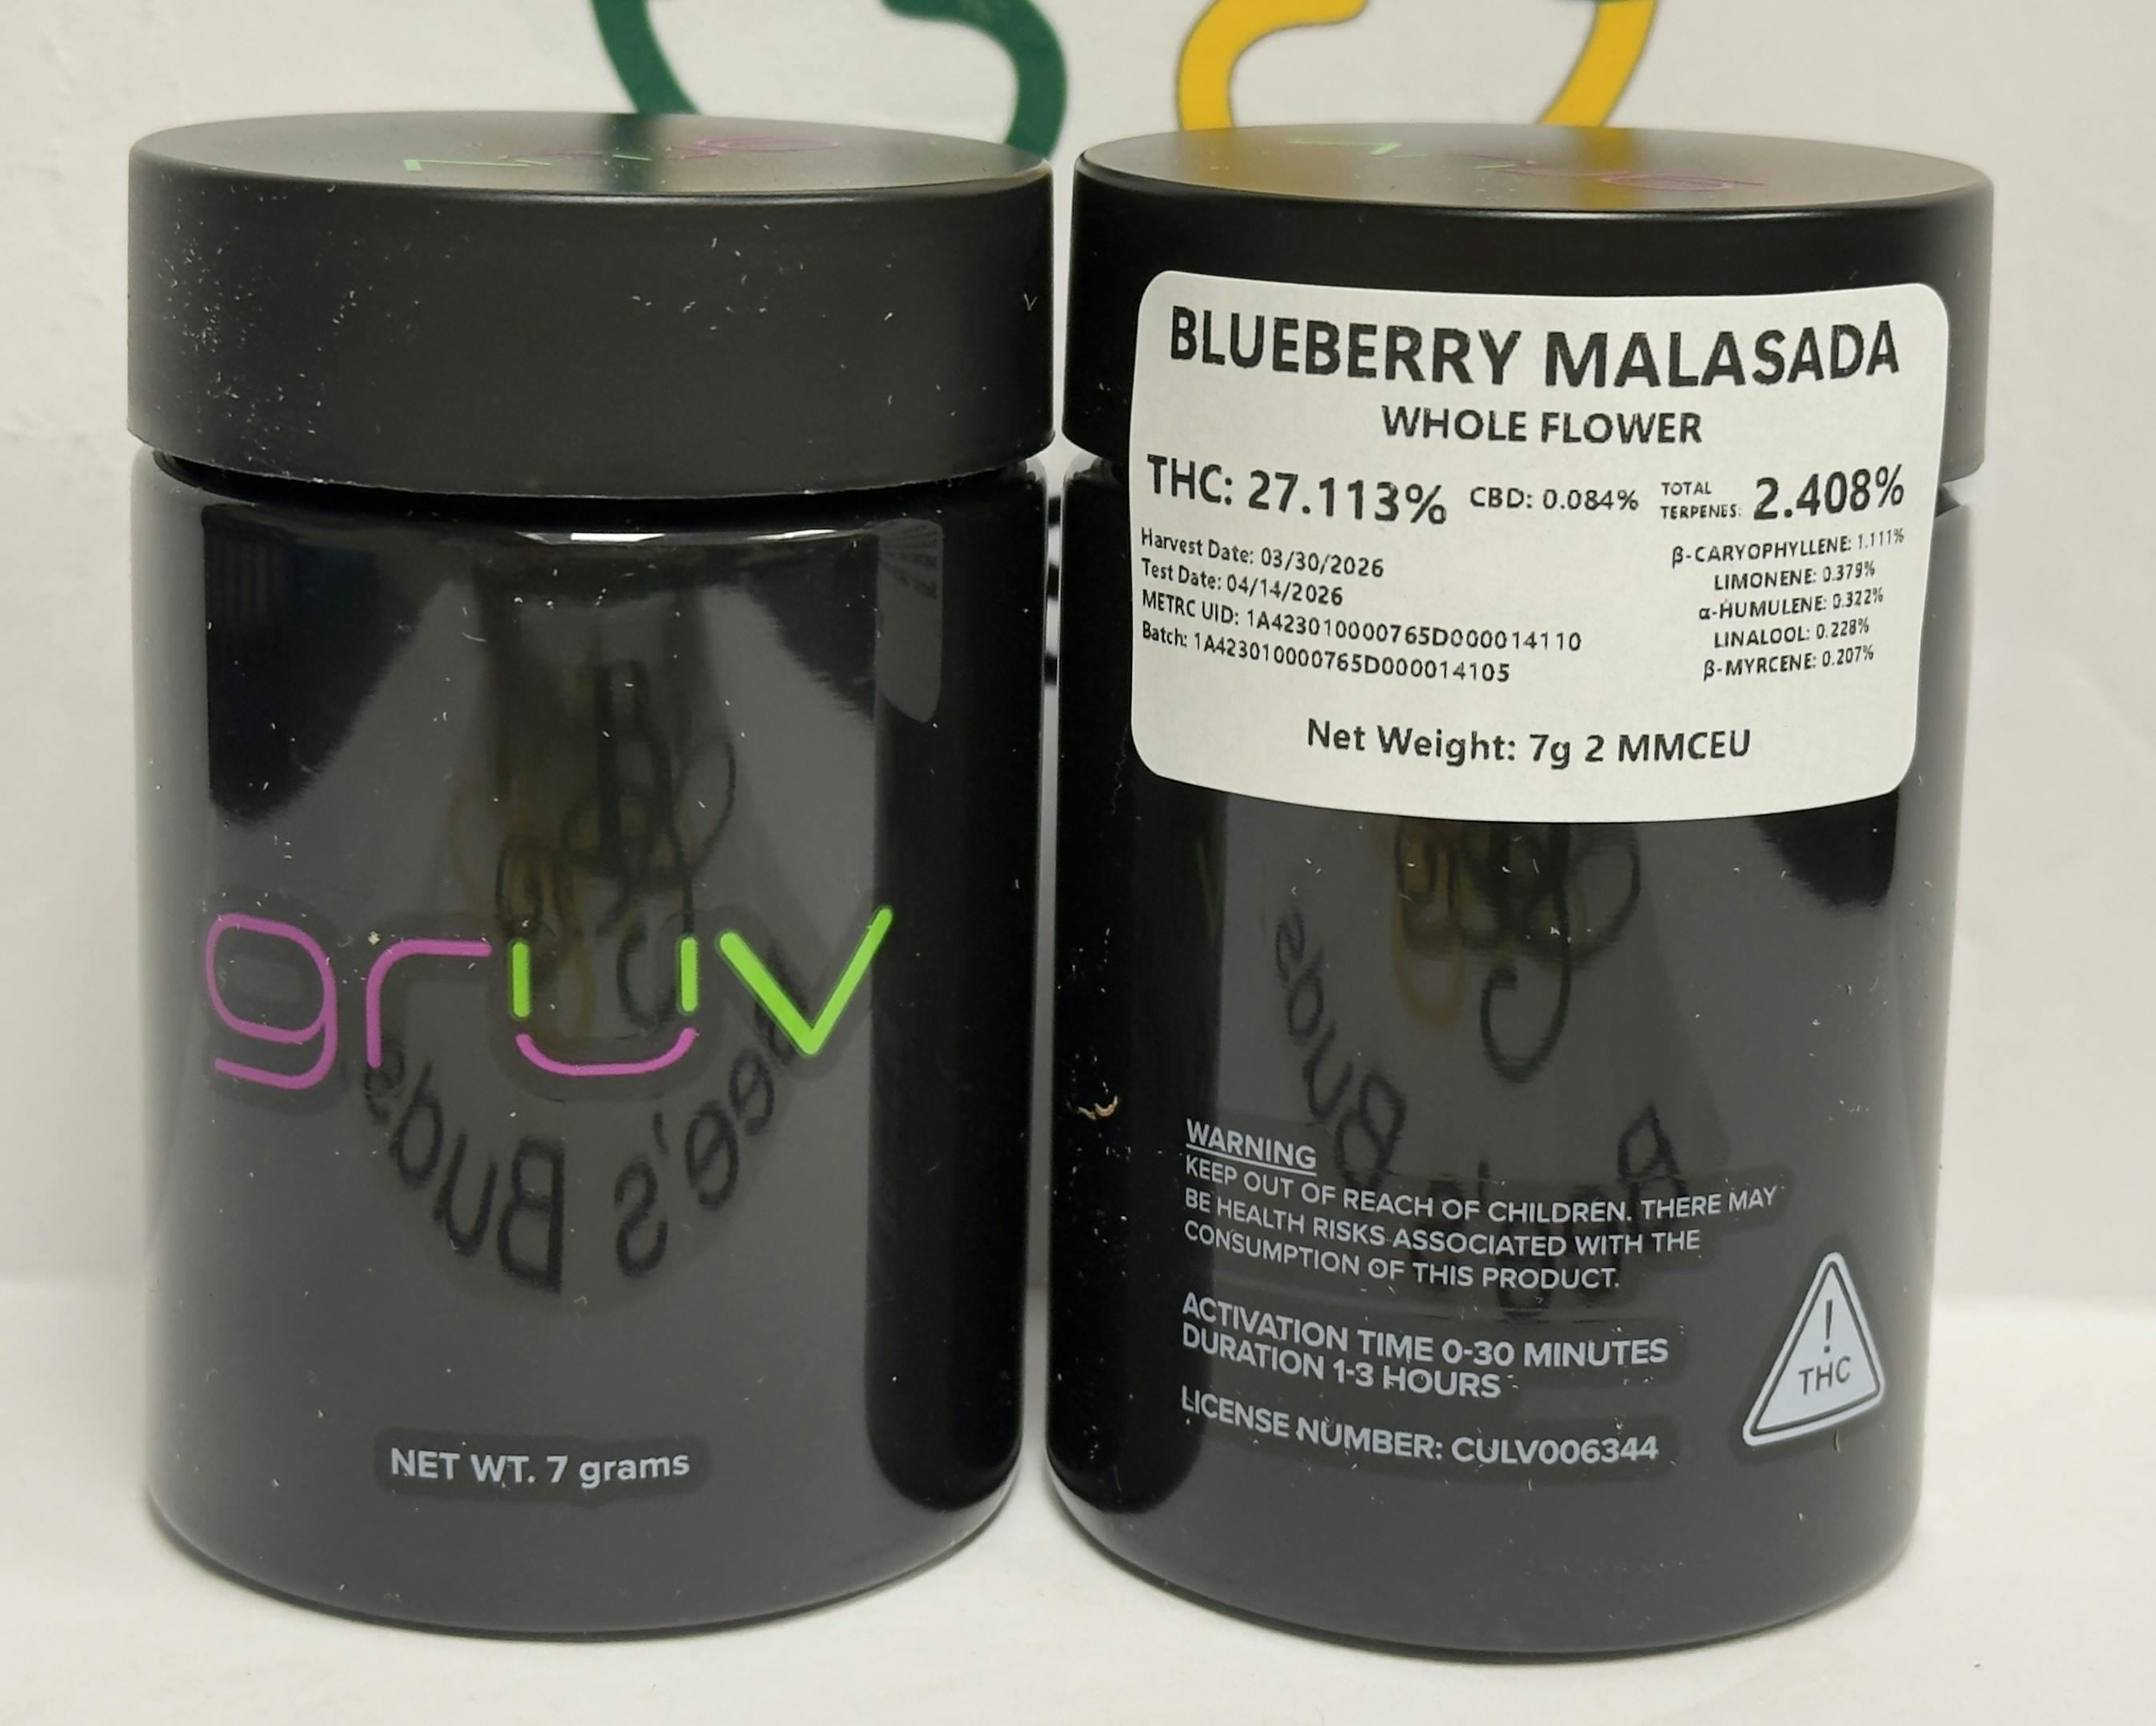 gruv
NET WT. 7 grams
BLUEBERRY MALASADA
WHOLE FLOWER
THC: 27.113% CBD: 0.084% TOTAL TERPENES: 2.408%
Harvest Date: 03/30/2026
Test Date: 04/14/2026
METRC UID: 1A423010000765D000014110
Batch: 1A423010000765D000014105
β-CARYOPHYLLENE: 1.111%
LIMONENE: 0.379%
α-HUMULENE: 0.322%
LINALOOL: 0.228%
β-MYRCENE: 0.207%
Net Weight: 7g 2 MMCEU
WARNING
KEEP OUT OF REACH OF CHILDREN. THERE MAY
BE HEALTH RISKS ASSOCIATED WITH THE
CONSUMPTION OF THIS PRODUCT.
ACTIVATION TIME 0-30 MINUTES
DURATION 1-3 HOURS
LICENSE NUMBER: CULV006344
!
THC